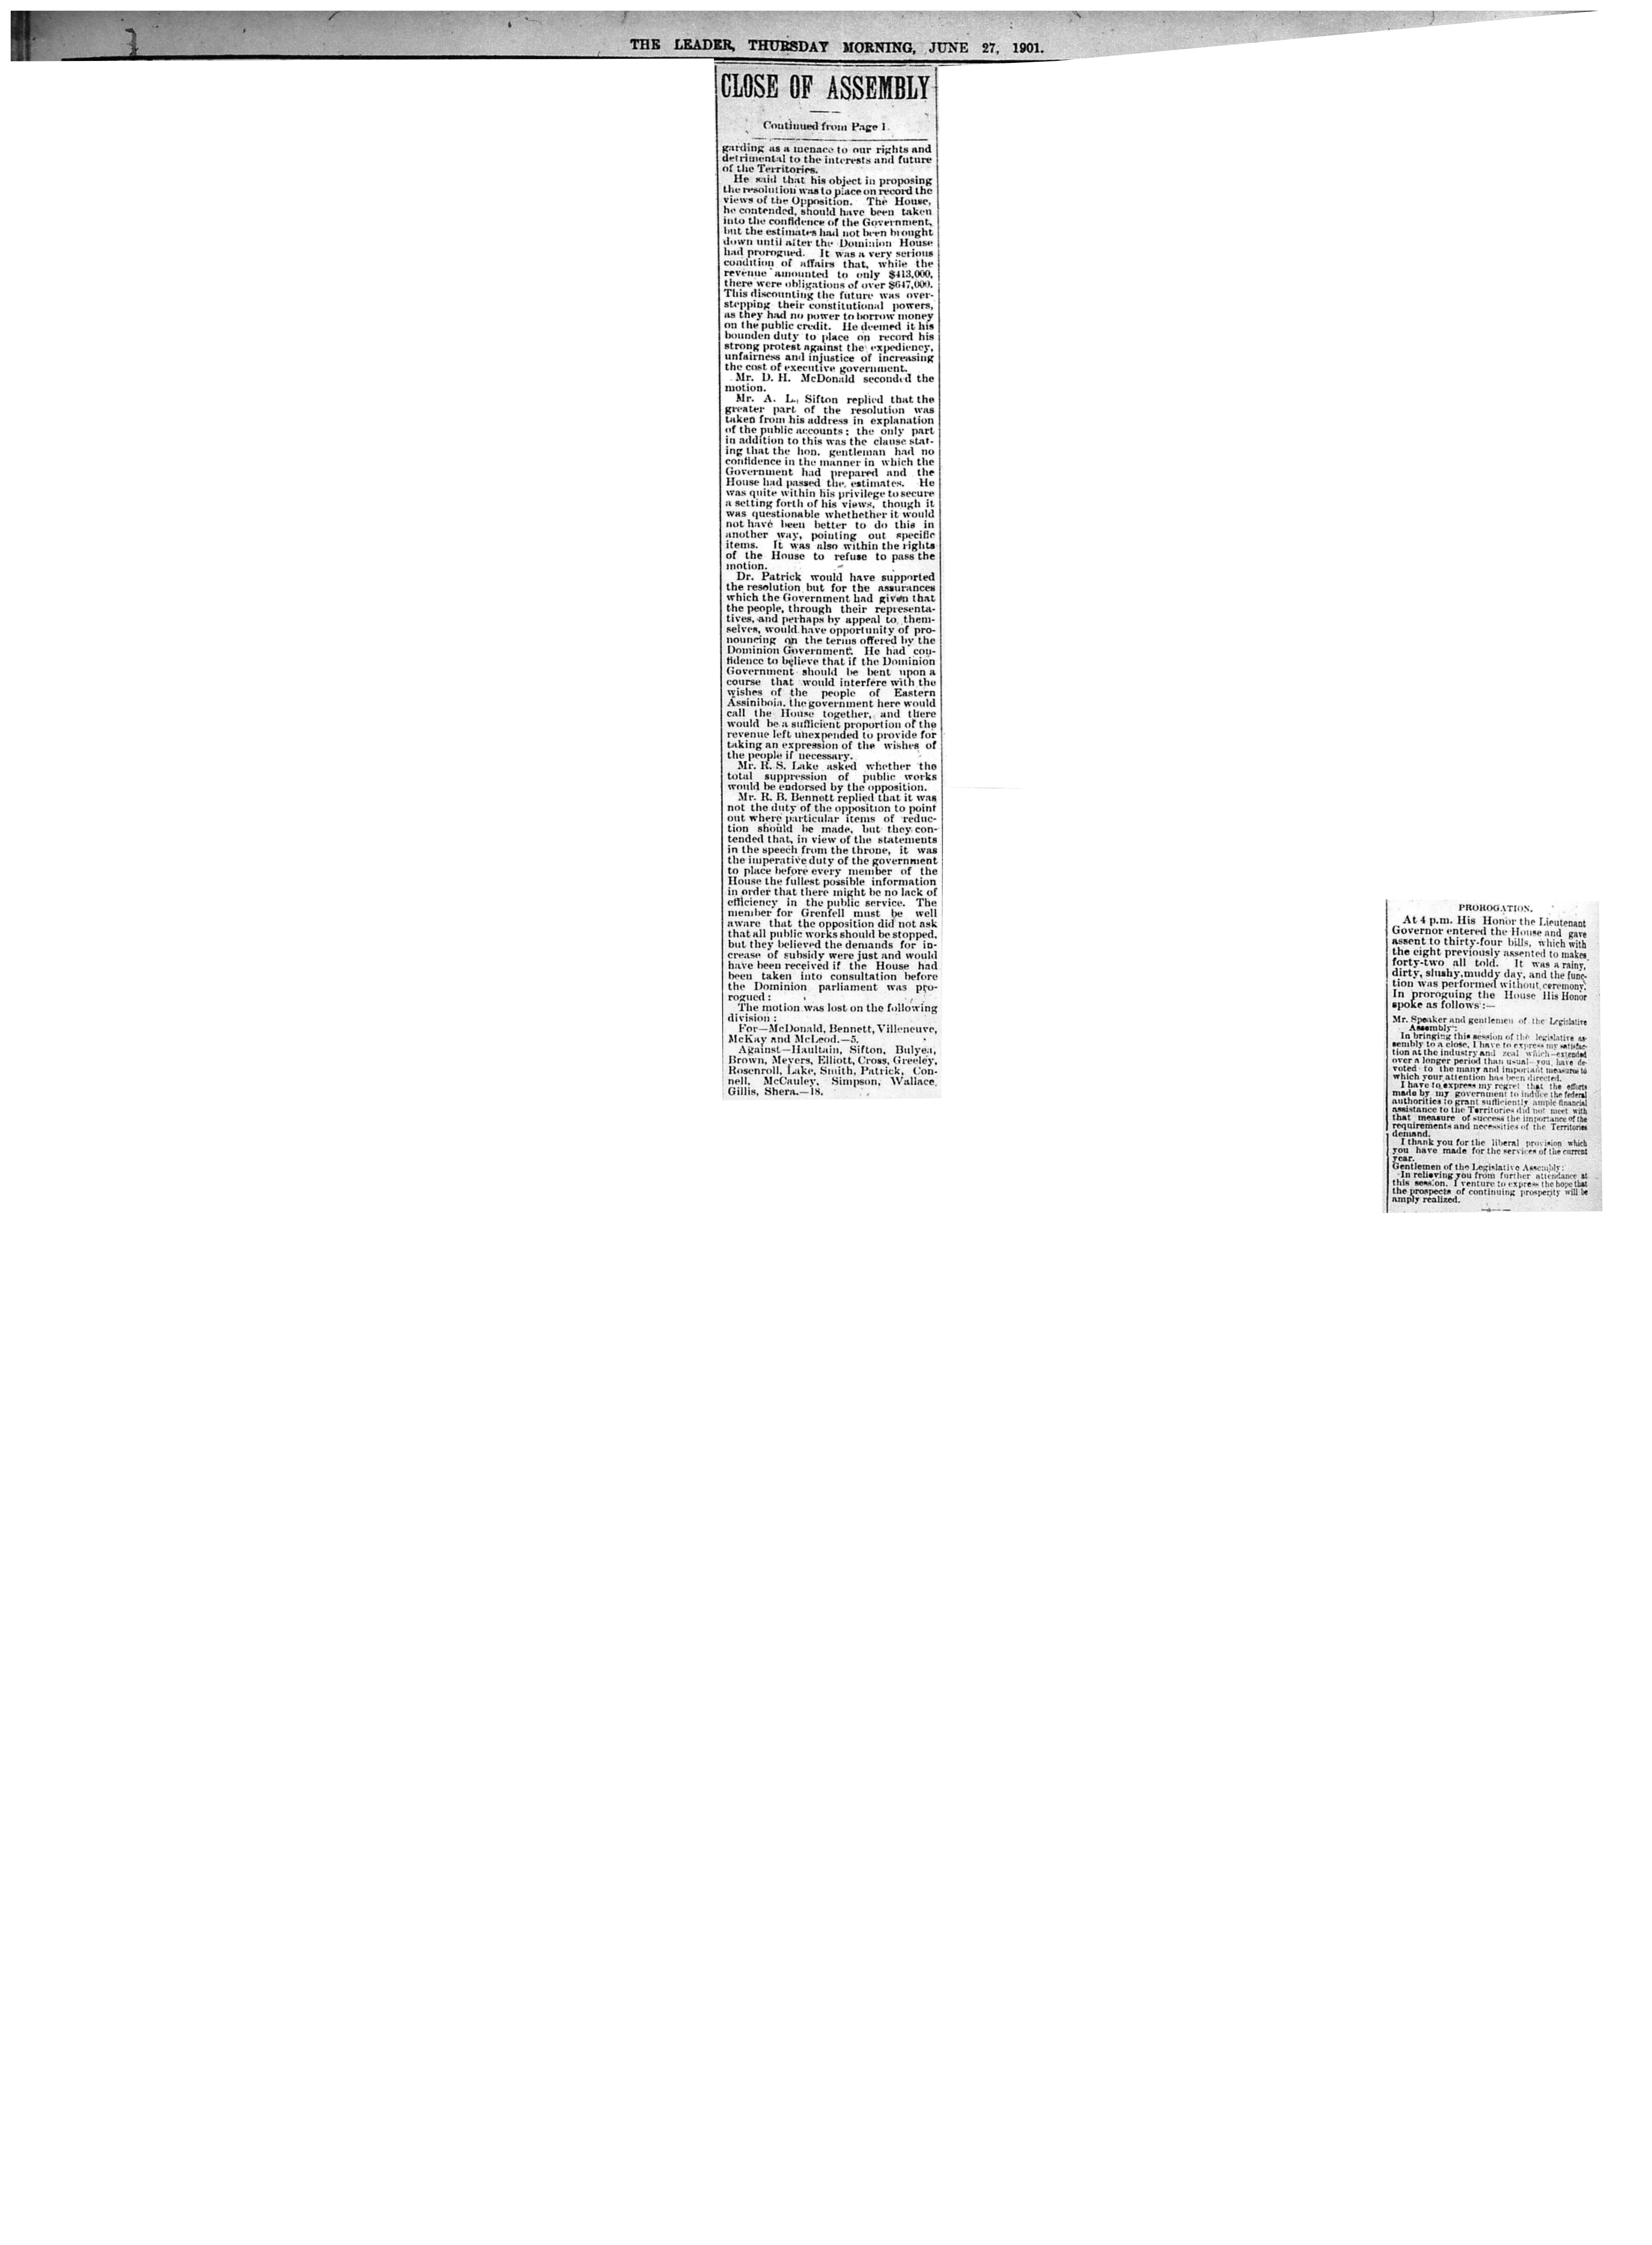 THE LEADER, THURSDAY MORNING, JUNE 27, 1901.
CLOSE OF ASSEMBLY
Continued from Page 1.
garding as a menace to our rights and
detrimental to the interests and future
of the Territories.
He said that his object in proposing
the resolution was to place on record the
views of the Opposition. The House,
he contended, should have been taken
into the confidence of the Government,
but the estimates had not been brought
down until after the Dominion House
had prorogued. It was a very serious
condition of affairs that, while the
revenue amounted to only $413,000,
there were obligations of over $647,000.
This discounting the future was over-
stepping their constitutional powers,
as they had no power to borrow money
on the public credit. He deemed it his
bounden duty to place on record his
strong protest against the expediency,
unfairness and injustice of increasing
the cost of executive government.
Mr. D. H. McDonald seconded the
motion.
Mr. A. L. Sifton replied that the
greater part of the resolution was
taken from his address in explanation
of the public accounts; the only part
in addition to this was the clause stat-
ing that the hon. gentleman had no
confidence in the manner in which the
Government had prepared and the
House had passed the estimates. He
was quite within his privilege to secure
a setting forth of his views, though it
was questionable whethether it would
not have been better to do this in
another way, pointing out specific
items. It was also within the rights
of the House to refuse to pass the
motion.
Dr. Patrick would have supported
the resolution but for the assurances
which the Government had given that
the people, through their representa-
tives, and perhaps by appeal to them-
selves, would have opportunity of pro-
nouncing on the terms offered by the
Dominion Government. He had con-
fidence to believe that if the Dominion
Government should be bent upon a
course that would interfere with the
wishes of the people of Eastern
Assiniboia, the government here would
call the House together, and there
would be a sufficient proportion of the
revenue left unexpended to provide for
taking an expression of the wishes of
the people if necessary.
Mr. R. S. Lake asked whether the
total suppression of public works
would be endorsed by the opposition.
Mr. R. B. Bennett replied that it was
not the duty of the opposition to point
out where particular items of reduc-
tion should be made, but they con-
tended that, in view of the statements
in the speech from the throne, it was
the imperative duty of the government
to place before every member of the
House the fullest possible information
in order that there might be no lack of
efficiency in the public service. The
member for Grenfell must be well
aware that the opposition did not ask
that all public works should be stopped,
but they believed the demands for in-
crease of subsidy were just and would
have been received if the House had
been taken into consultation before
the Dominion parliament was pro-
rogued:
The motion was lost on the following
division:
For—McDonald, Bennett, Villeneuve,
McKay and McLeod.—5.
Against—Haultain, Sifton, Bulyea,
Brown, Meyers, Elliott, Cross, Greeley,
Rosenroll, Lake, Smith, Patrick, Con-
nell, McCauley, Simpson, Wallace,
Gillis, Shera.—18.
PROROGATION.
At 4 p.m. His Honor the Lieutenant
Governor entered the House and gave
assent to thirty-four bills, which with
the eight previously assented to makes
forty-two all told. It was a rainy,
dirty, slushy, muddy day, and the func-
tion was performed without ceremony.
In proroguing the House His Honor
spoke as follows:—
Mr. Speaker and gentlemen of the Legislative
Assembly:
In bringing this session of the legislative as-
sembly to a close, I have to express my satisfac-
tion at the industry and zeal which—extended
over a longer period than usual—you have de-
voted to the many and important measures to
which your attention has been directed.
I have to express my regret that the efforts
made by my government to induce the federal
authorities to grant sufficiently ample financial
assistance to the Territories did not meet with
that measure of success the importance of the
requirements and necessities of the Territories
demand.
I thank you for the liberal provision which
you have made for the services of the current
year.
Gentlemen of the Legislative Assembly:
In relieving you from further attendance at
this session, I venture to express the hope that
the prospects of continuing prosperity will be
amply realized.